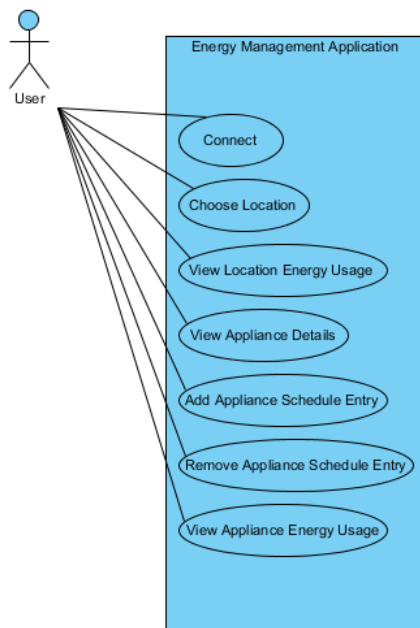 Energy Management Application
User
Connect
Choose Location
View Location Energy Usage
View Appliance Details
Add Appliance Schedule Entry
Remove Appliance Schedule Entry
View Appliance Energy Usage